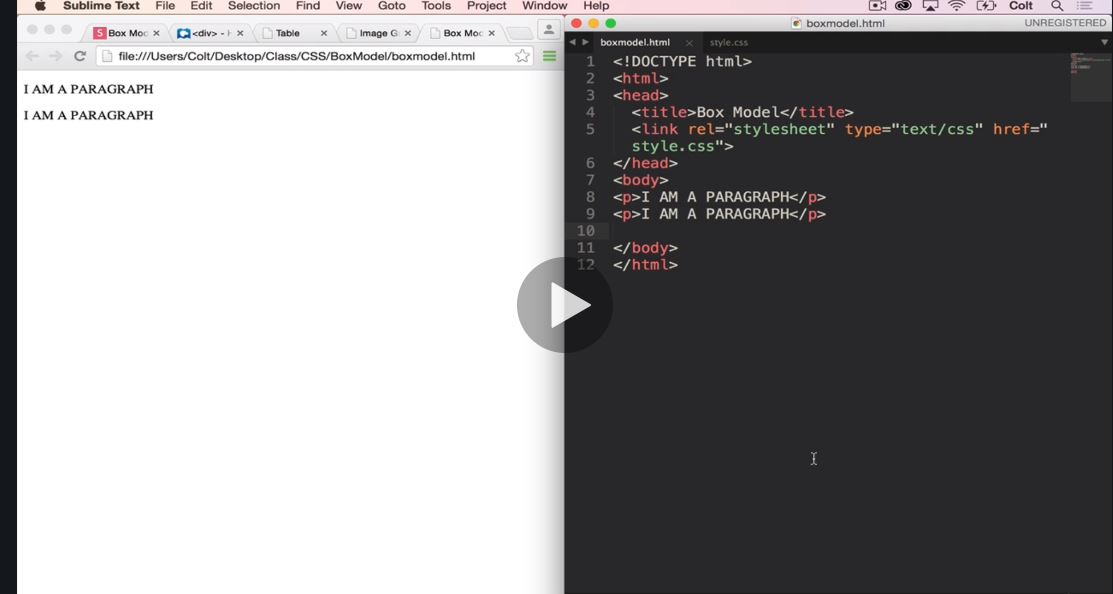 Sublime Text File Edit Selection Find View Goto Tools Project Window Help Colt
Box Moc <div> - H Table Image G Box Moc
file:///Users/Colt/Desktop/Class/CSS/BoxModel/boxmodel.html
I AM A PARAGRAPH
I AM A PARAGRAPH
boxmodel.html UNREGISTERED
boxmodel.html style.css
1 <!DOCTYPE html>
2 <html>
3 <head>
4 <title>Box Model</title>
5 <link rel="stylesheet" type="text/css" href="
style.css">
6 </head>
7 <body>
8 <p>I AM A PARAGRAPH</p>
9 <p>I AM A PARAGRAPH</p>
10
11 </body>
12 </html>